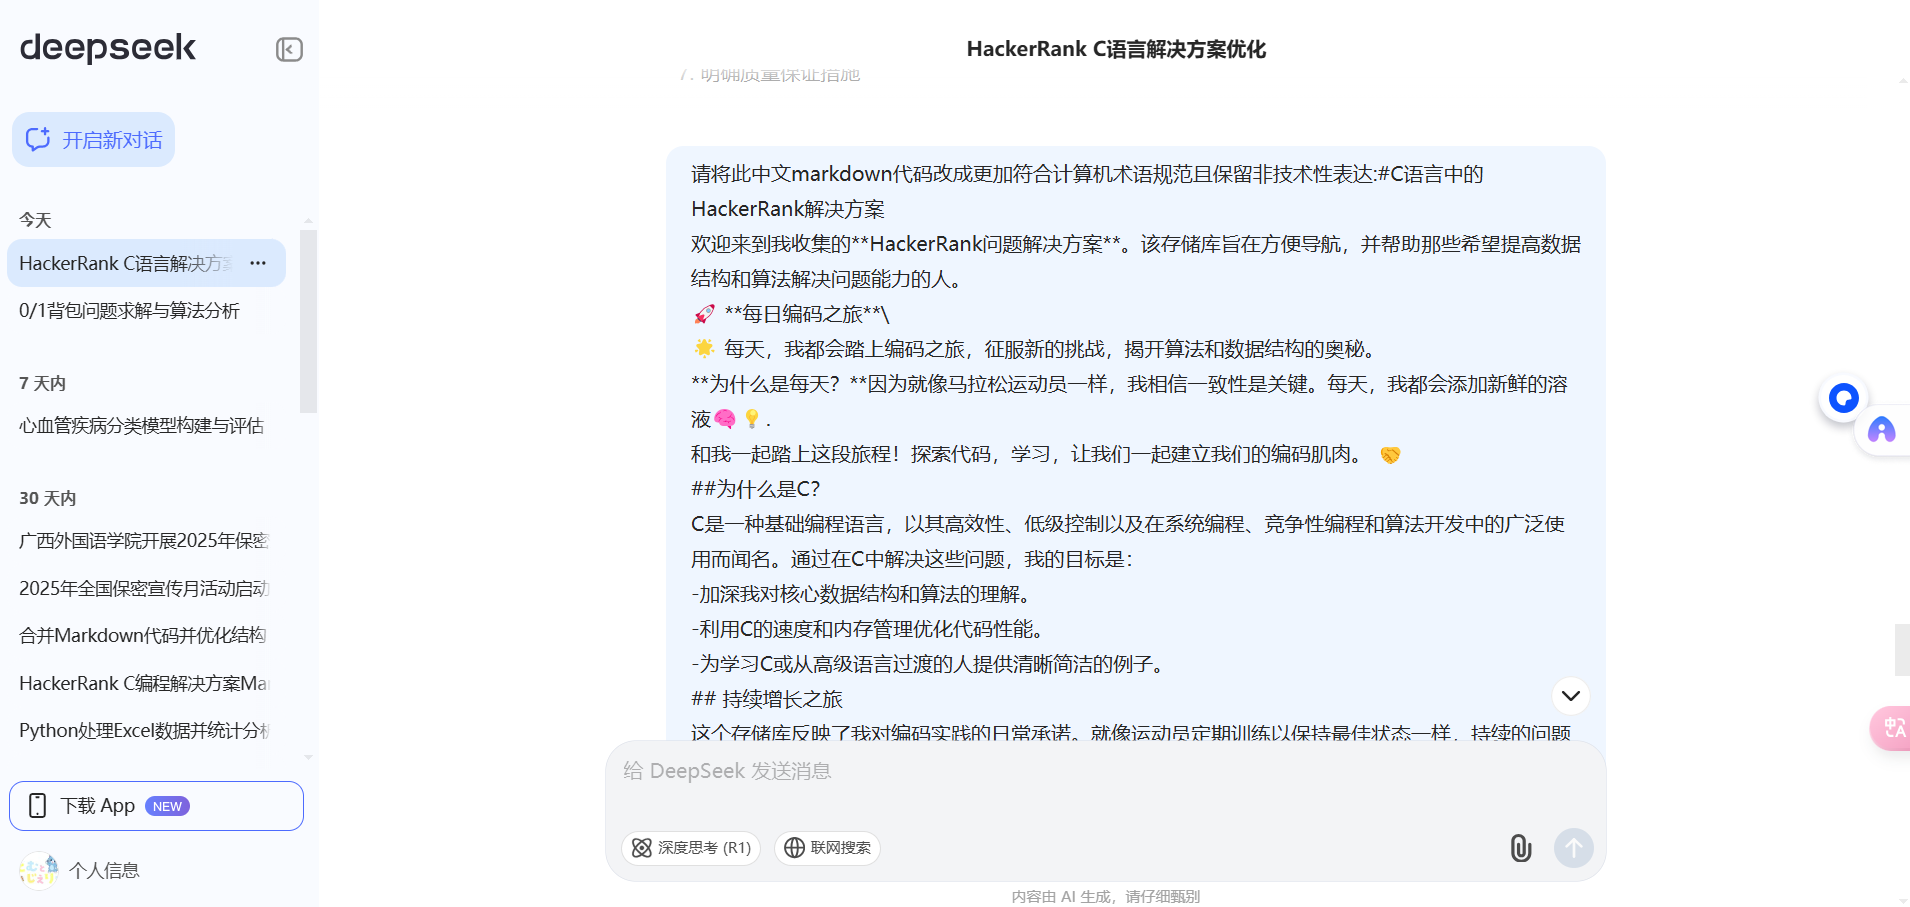 deepseek
开启新对话
今天
HackerRank C语言解决方案
0/1背包问题求解与算法分析
7 天内
心血管疾病分类模型构建与评估
30 天内
广西外国语学院开展2025年保密
2025年全国保密宣传月活动启动
合并Markdown代码并优化结构
HackerRank C编程解决方案Mar
Python处理Excel数据并统计分析
下载 App NEW
个人信息
HackerRank C语言解决方案优化
7. 明确质量保证措施
请将此中文markdown代码改成更加符合计算机术语规范且保留非技术性表达:#C语言中的
HackerRank解决方案
欢迎来到我收集的**HackerRank问题解决方案**。该存储库旨在方便导航，并帮助那些希望提高数据
结构和算法解决问题能力的人。
🚀 **每日编码之旅**\
🌟 每天，我都会踏上编码之旅，征服新的挑战，揭开算法和数据结构的奥秘。
**为什么是每天？**因为就像马拉松运动员一样，我相信一致性是关键。每天，我都会添加新鲜的溶
液🧠💡.
和我一起踏上这段旅程！探索代码，学习，让我们一起建立我们的编码肌肉。 🤝
##为什么是C?
C是一种基础编程语言，以其高效性、低级控制以及在系统编程、竞争性编程和算法开发中的广泛使
用而闻名。通过在C中解决这些问题，我的目标是：
-加深我对核心数据结构和算法的理解。
-利用C的速度和内存管理优化代码性能。
-为学习C或从高级语言过渡的人提供清晰简洁的例子。
## 持续增长之旅
这个存储库反映了我对编码实践的日常承诺。就像运动员定期训练以保持最佳状态一样，持续的问题
给 DeepSeek 发送消息
深度思考 (R1)
联网搜索
内容由 AI 生成，请仔细甄别
中A